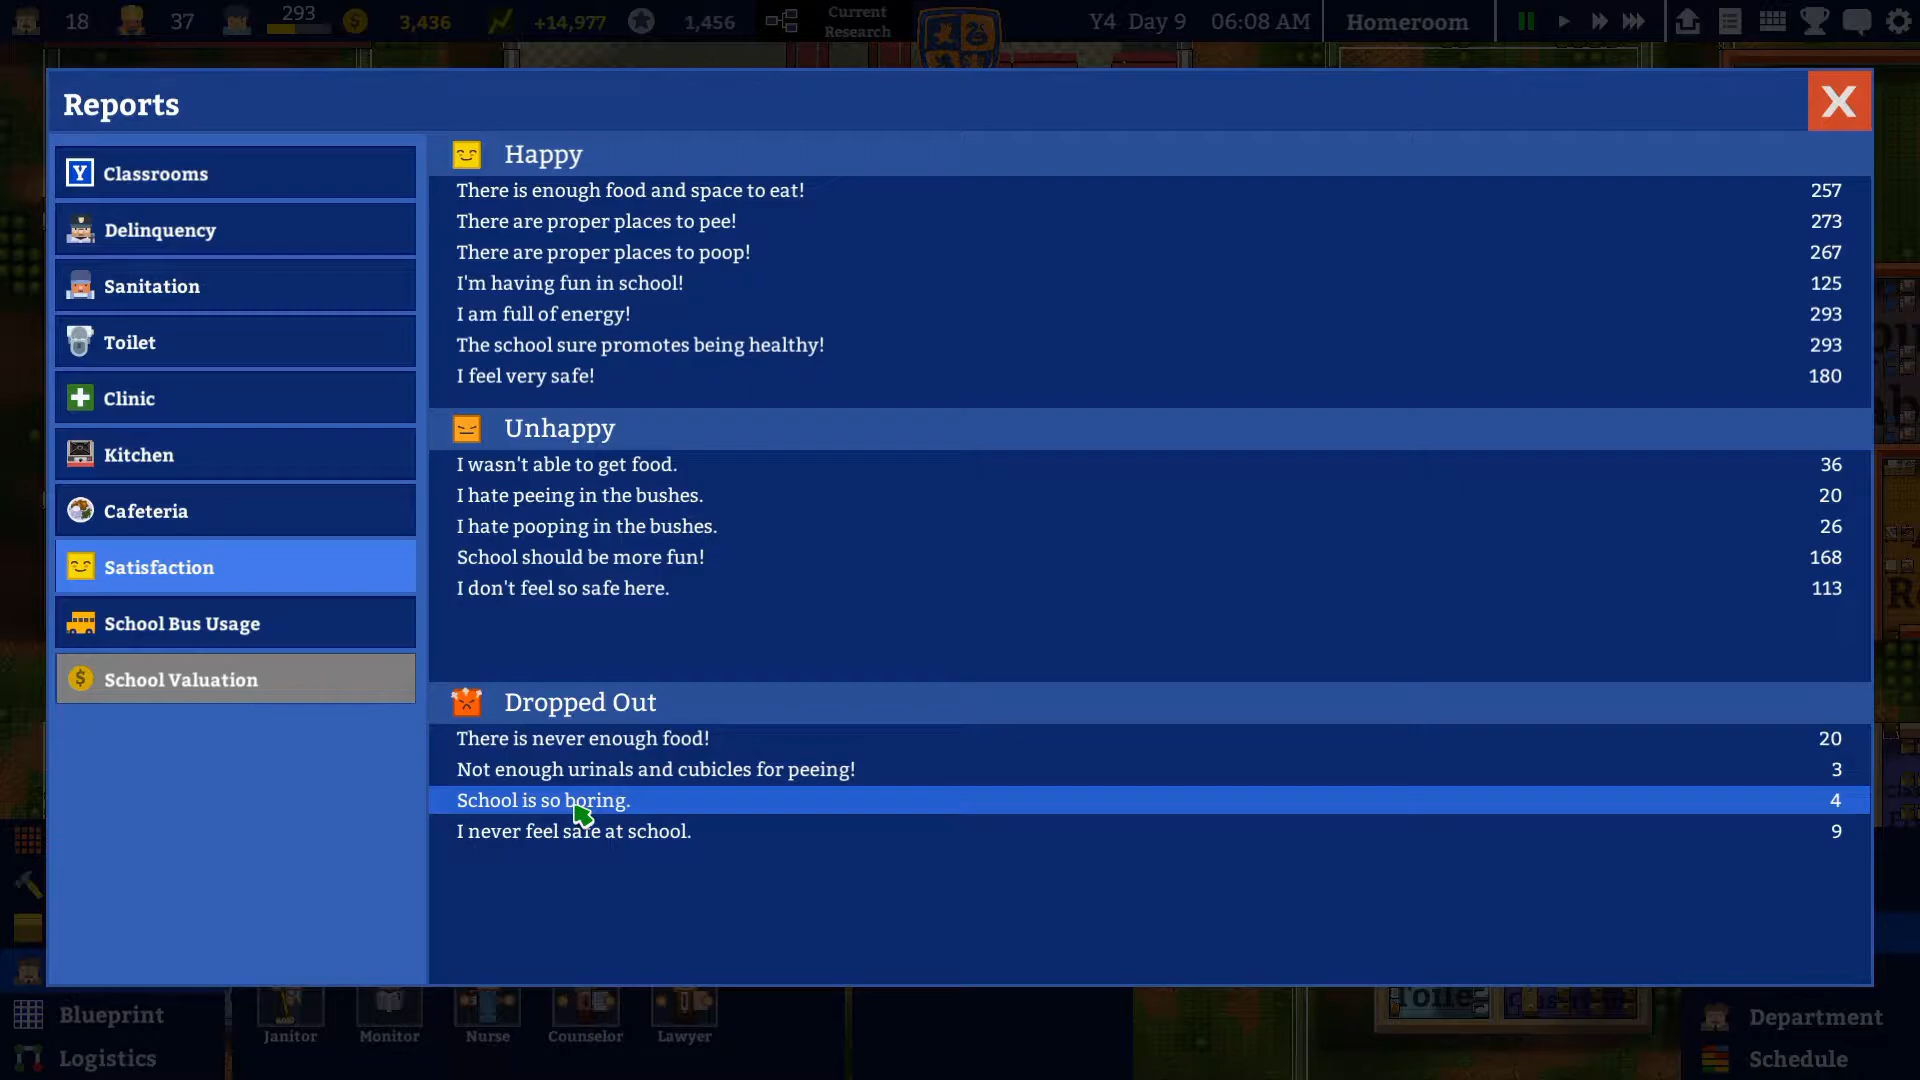 18 37 293 3,436 +14,977 1,456 Current Research Y4 Day 9 06:08 AM Homeroom
Reports
X
Classrooms
Delinquency
Sanitation
Toilet
Clinic
Kitchen
Cafeteria
Satisfaction
School Bus Usage
School Valuation
Happy
There is enough food and space to eat! 257
There are proper places to pee! 273
There are proper places to poop! 267
I'm having fun in school! 125
I am full of energy! 293
The school sure promotes being healthy! 293
I feel very safe! 180
Unhappy
I wasn't able to get food. 36
I hate peeing in the bushes. 20
I hate pooping in the bushes. 26
School should be more fun! 168
I don't feel so safe here. 113
Dropped Out
There is never enough food! 20
Not enough urinals and cubicles for peeing! 3
School is so boring. 4
I never feel safe at school. 9
Blueprint
Logistics
Janitor Monitor Nurse Counselor Lawyer
Department
Schedule